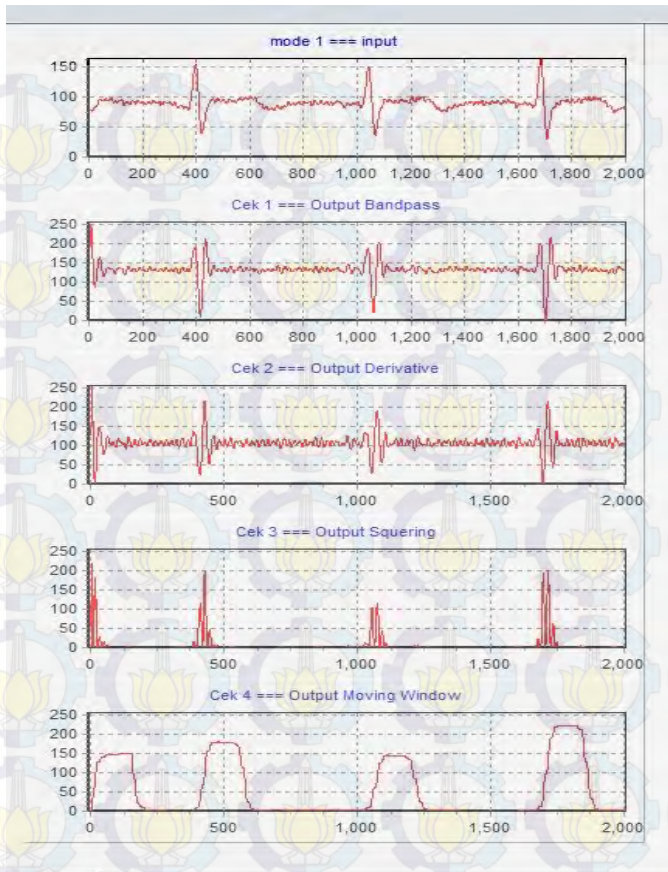 mode 1 === input
150
100
50
0
0 200 400 600 800 1,000 1,200 1,400 1,600 1,800 2,000
Cek 1 === Output Bandpass
250
200
150
100
50
0
0 200 400 600 800 1,000 1,200 1,400 1,600 1,800 2,000
Cek 2 === Output Derivative
250
200
150
100
50
0
0 500 1,000 1,500 2,000
Cek 3 === Output Squering
250
200
150
100
50
0
0 500 1,000 1,500 2,000
Cek 4 === Output Moving Window
250
200
150
100
50
0
0 500 1,000 1,500 2,000